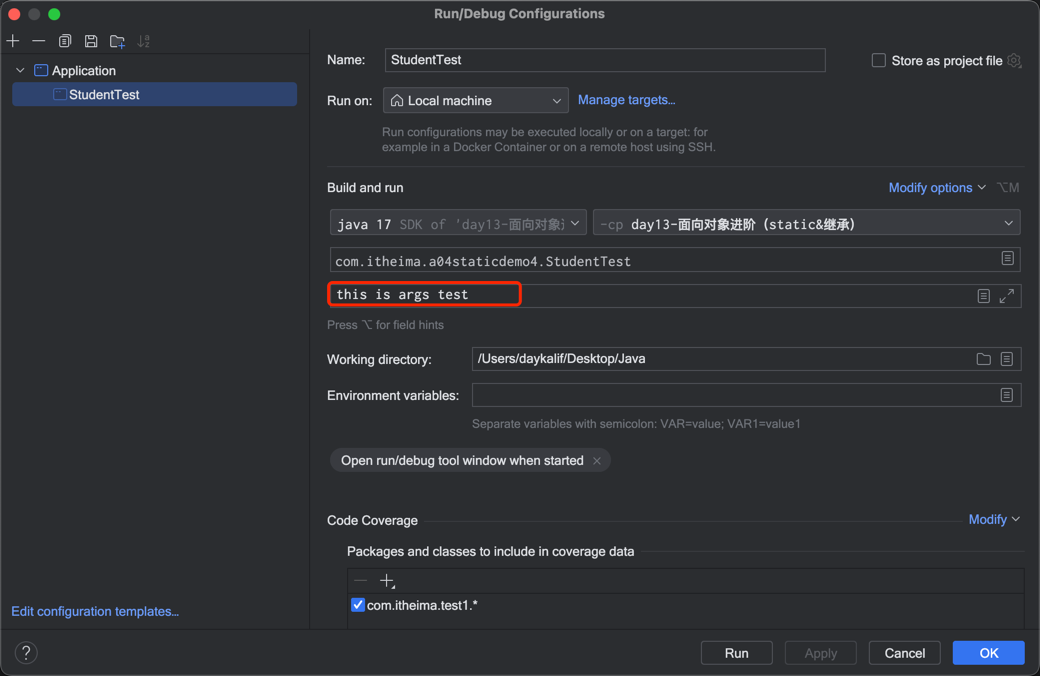 Run/Debug Configurations
Application
StudentTest
Name: StudentTest
Store as project file
Run on: Local machine
Manage targets...
Run configurations may be executed locally or on a target: for
example in a Docker Container or on a remote host using SSH.
Build and run
Modify options ⌥M
java 17 SDK of 'day13-面向对象
-cp day13-面向对象进阶 (static&继承)
com.itheima.a04staticdemo4.StudentTest
this is args test
Press ⌥ for field hints
Working directory: /Users/daykalif/Desktop/Java
Environment variables:
Separate variables with semicolon: VAR=value; VAR1=value1
Open run/debug tool window when started ×
Code Coverage
Modify
Packages and classes to include in coverage data
com.itheima.test1.*
Edit configuration templates...
? Run Apply Cancel OK